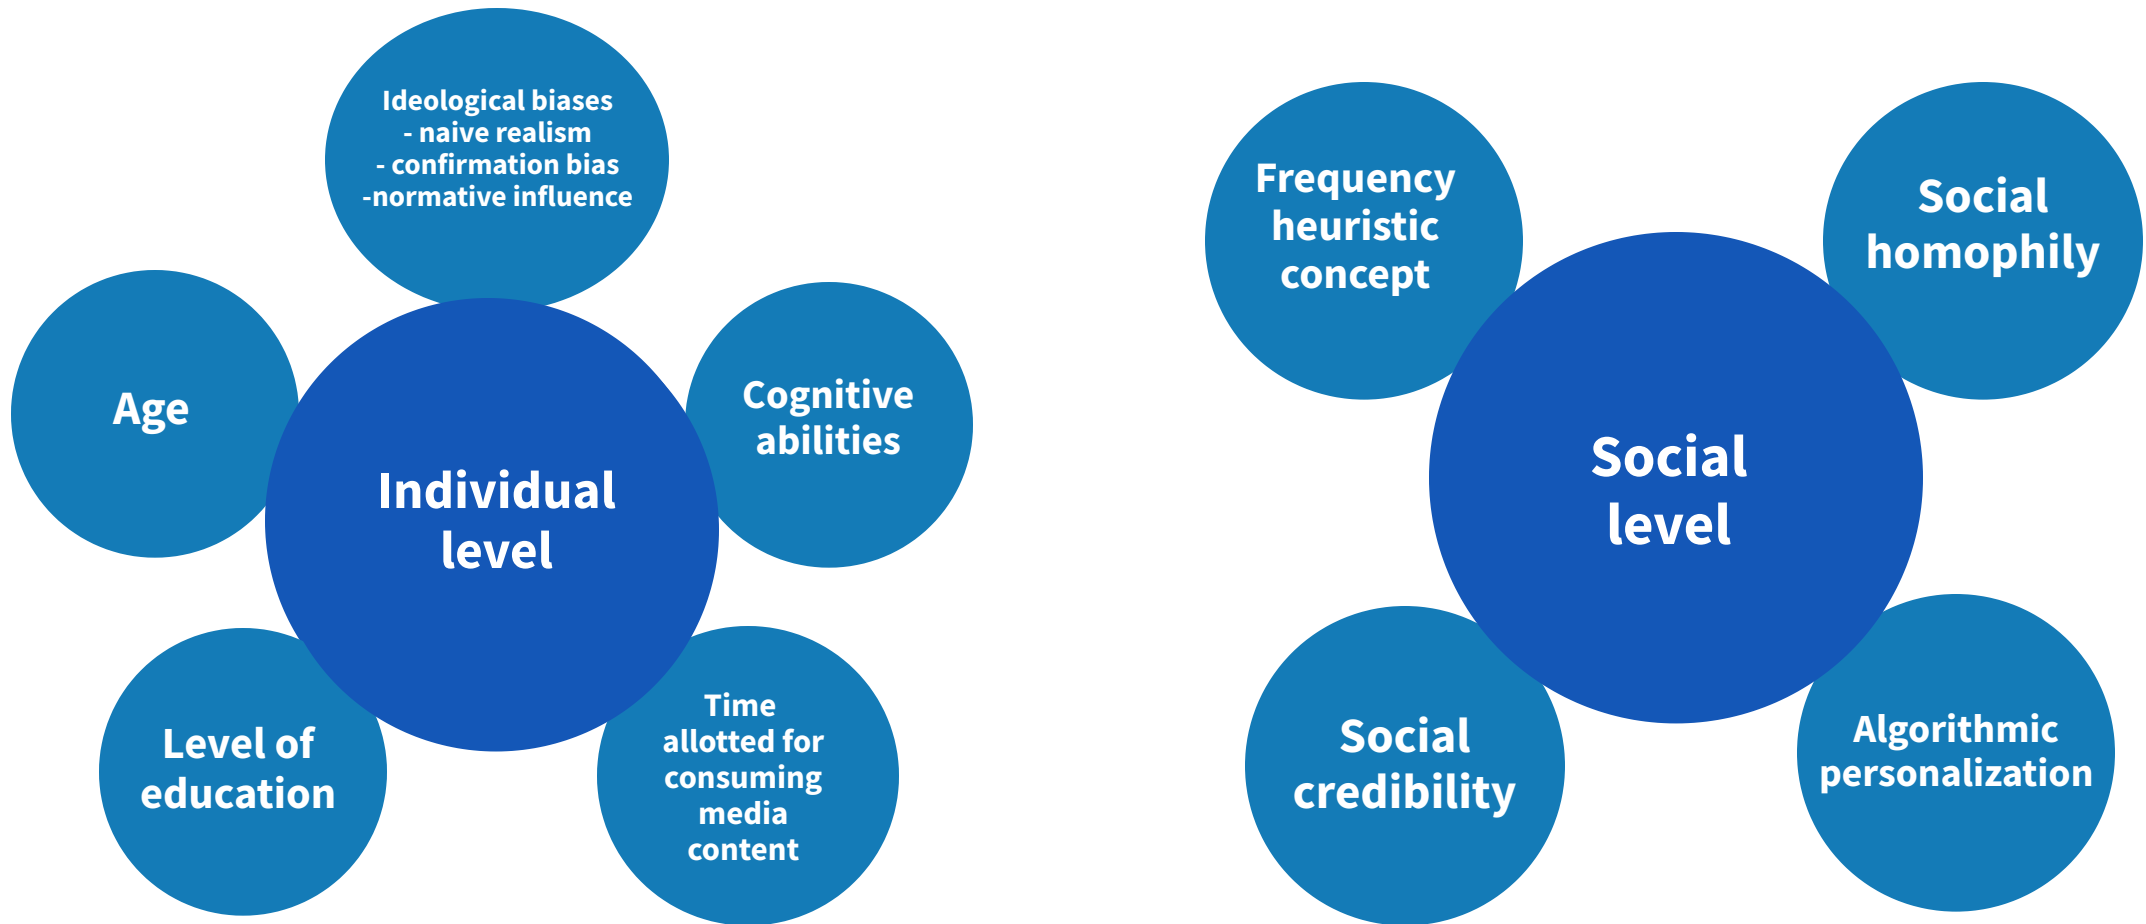 Ideological biases
- naive realism
- confirmation bias
-normative influence
Age
Cognitive
abilities
Individual
level
Level of
education
Time
allotted for
consuming
media
content
Frequency
heuristic
concept
Social
homophily
Social
level
Social
credibility
Algorithmic
personalization